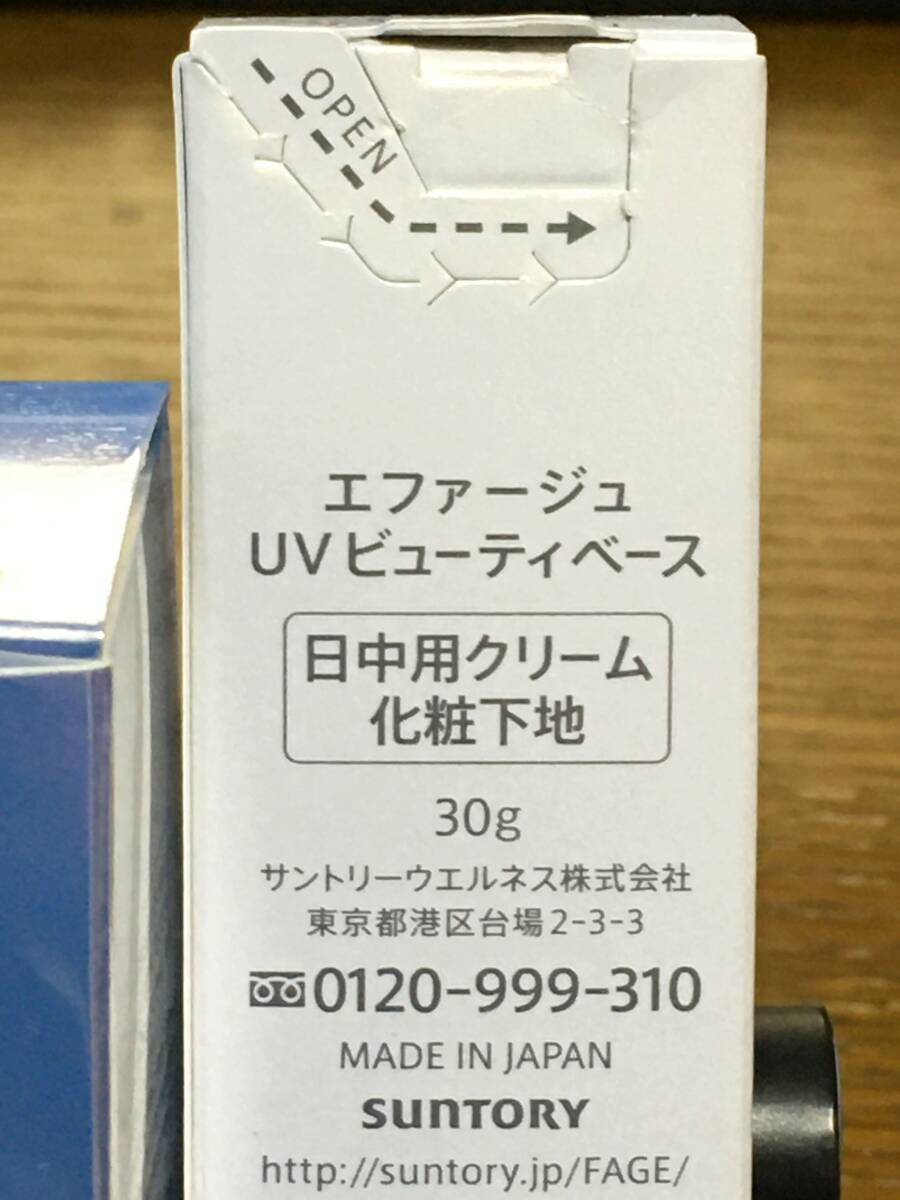 OPEN
エファージュ
UVビューティベース
日中用クリーム
化粧下地
30g
サントリーウエルネス株式会社
東京都港区台場2-3-3
0120-999-310
MADE IN JAPAN
SUNTORY
http://suntory.jp/FAGE/